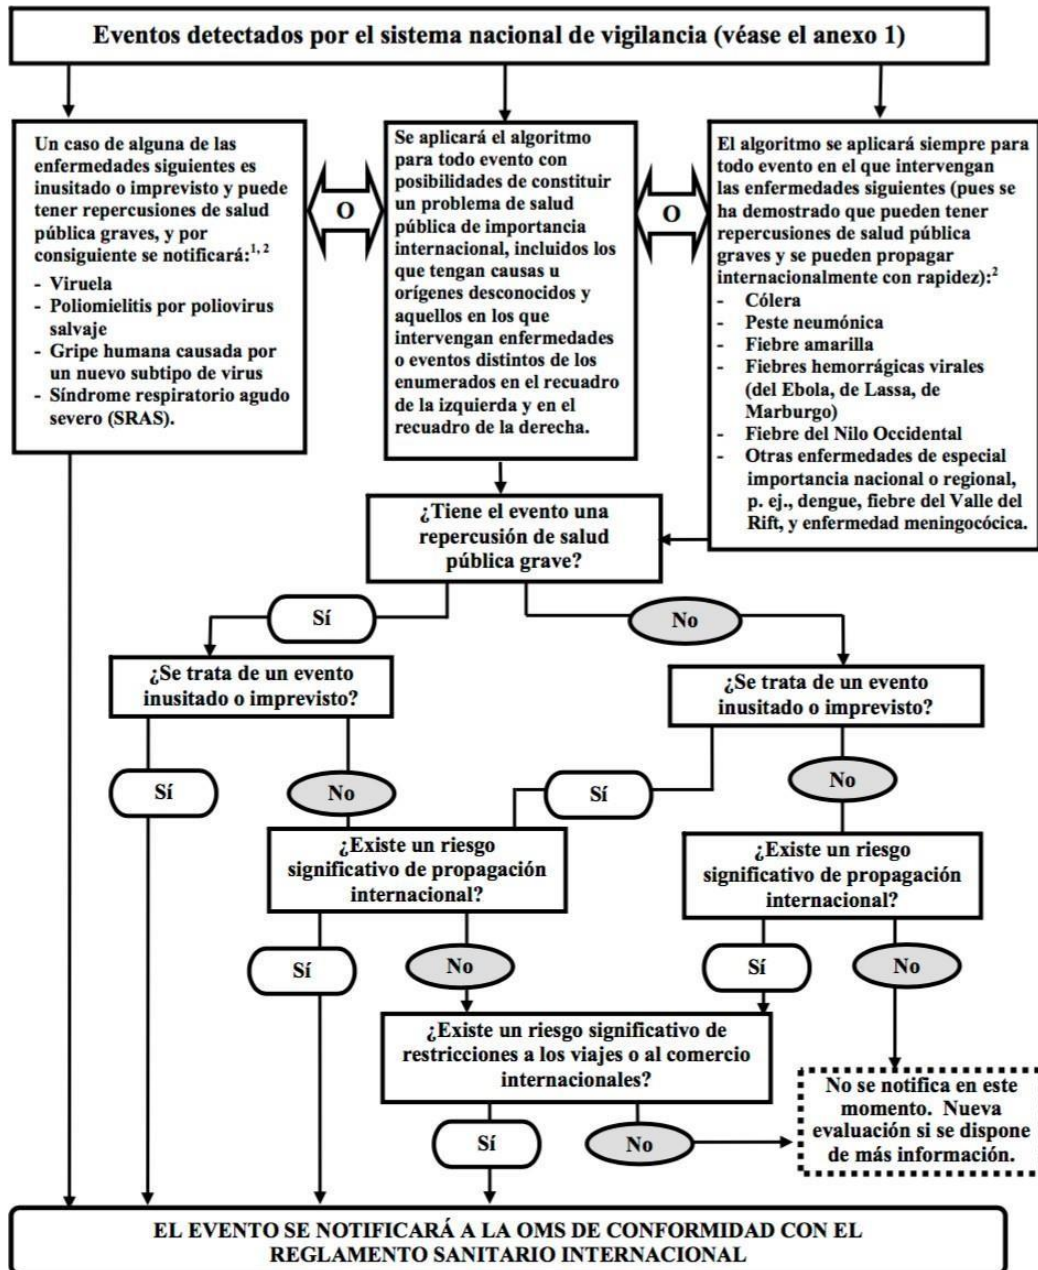 Eventos detectados por el sistema nacional de vigilancia (véase el anexo 1)
Un caso de alguna de las
enfermedades siguientes es
inusitado o imprevisto y puede
tener repercusiones de salud
pública graves, y por
consiguiente se notificará:¹, ²
- Viruela
- Poliomielitis por poliovirus
salvaje
- Gripe humana causada por
un nuevo subtipo de virus
- Síndrome respiratorio agudo
severo (SRAS).
O
Se aplicará el algoritmo
para todo evento con
posibilidades de constituir
un problema de salud
pública de importancia
internacional, incluidos los
que tengan causas u
orígenes desconocidos y
aquellos en los que
intervengan enfermedades
o eventos distintos de los
enumerados en el recuadro
de la izquierda y en el
recuadro de la derecha.
O
El algoritmo se aplicará siempre para
todo evento en el que intervengan
las enfermedades siguientes (pues se
ha demostrado que pueden tener
repercusiones de salud pública
graves y se pueden propagar
internacionalmente con rapidez):²
- Cólera
- Peste neumónica
- Fiebre amarilla
- Fiebres hemorrágicas virales
(del Ebola, de Lassa, de
Marburgo)
- Fiebre del Nilo Occidental
- Otras enfermedades de especial
importancia nacional o regional,
p. ej., dengue, fiebre del Valle del
Rift, y enfermedad meningocócica.
¿Tiene el evento una
repercusión de salud
pública grave?
Sí
No
¿Se trata de un evento
inusitado o imprevisto?
¿Se trata de un evento
inusitado o imprevisto?
Sí
No
Sí
No
¿Existe un riesgo
significativo de propagación
internacional?
¿Existe un riesgo
significativo de propagación
internacional?
Sí
No
Sí
No
¿Existe un riesgo significativo de
restricciones a los viajes o al comercio
internacionales?
No se notifica en este
momento. Nueva
evaluación si se dispone
de más información.
Sí
No
EL EVENTO SE NOTIFICARÁ A LA OMS DE CONFORMIDAD CON EL
REGLAMENTO SANITARIO INTERNACIONAL